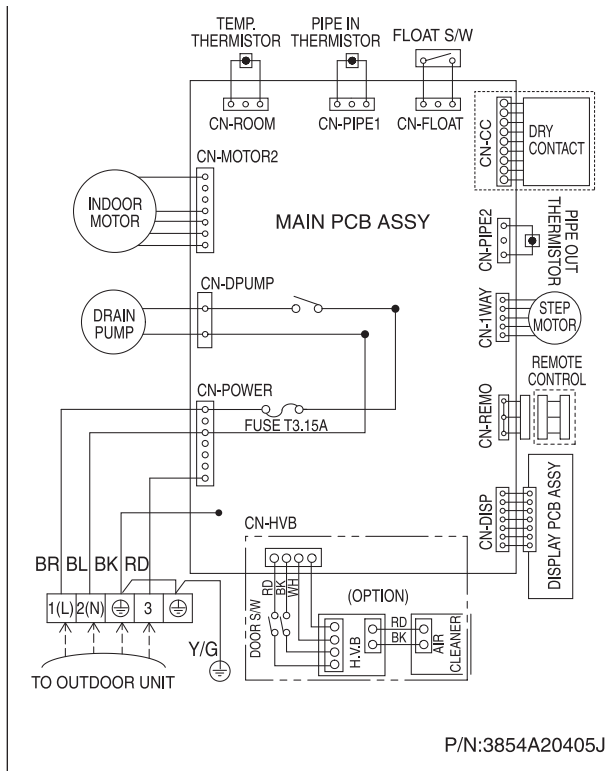 TEMP.
THERMISTOR
PIPE IN
THERMISTOR
FLOAT S/W
CN-ROOM
CN-PIPE1
CN-FLOAT
CN-CC
DRY
CONTACT
CN-MOTOR2
INDOOR
MOTOR
MAIN PCB ASSY
CN-PIPE2
PIPE OUT
THERMISTOR
CN-DPUMP
DRAIN
PUMP
CN-1WAY
STEP
MOTOR
REMOTE
CONTROL
CN-POWER
FUSE T3.15A
CN-REMO
CN-DISP
DISPLAY PCB ASSY
CN-HVB
BR BL BK RD
RD
BK
WH
(OPTION)
DOOR S/W
1(L) 2(N) 3
H.V.B
RD
BK
AIR
CLEANER
Y/G
TO OUTDOOR UNIT
P/N:3854A20405J